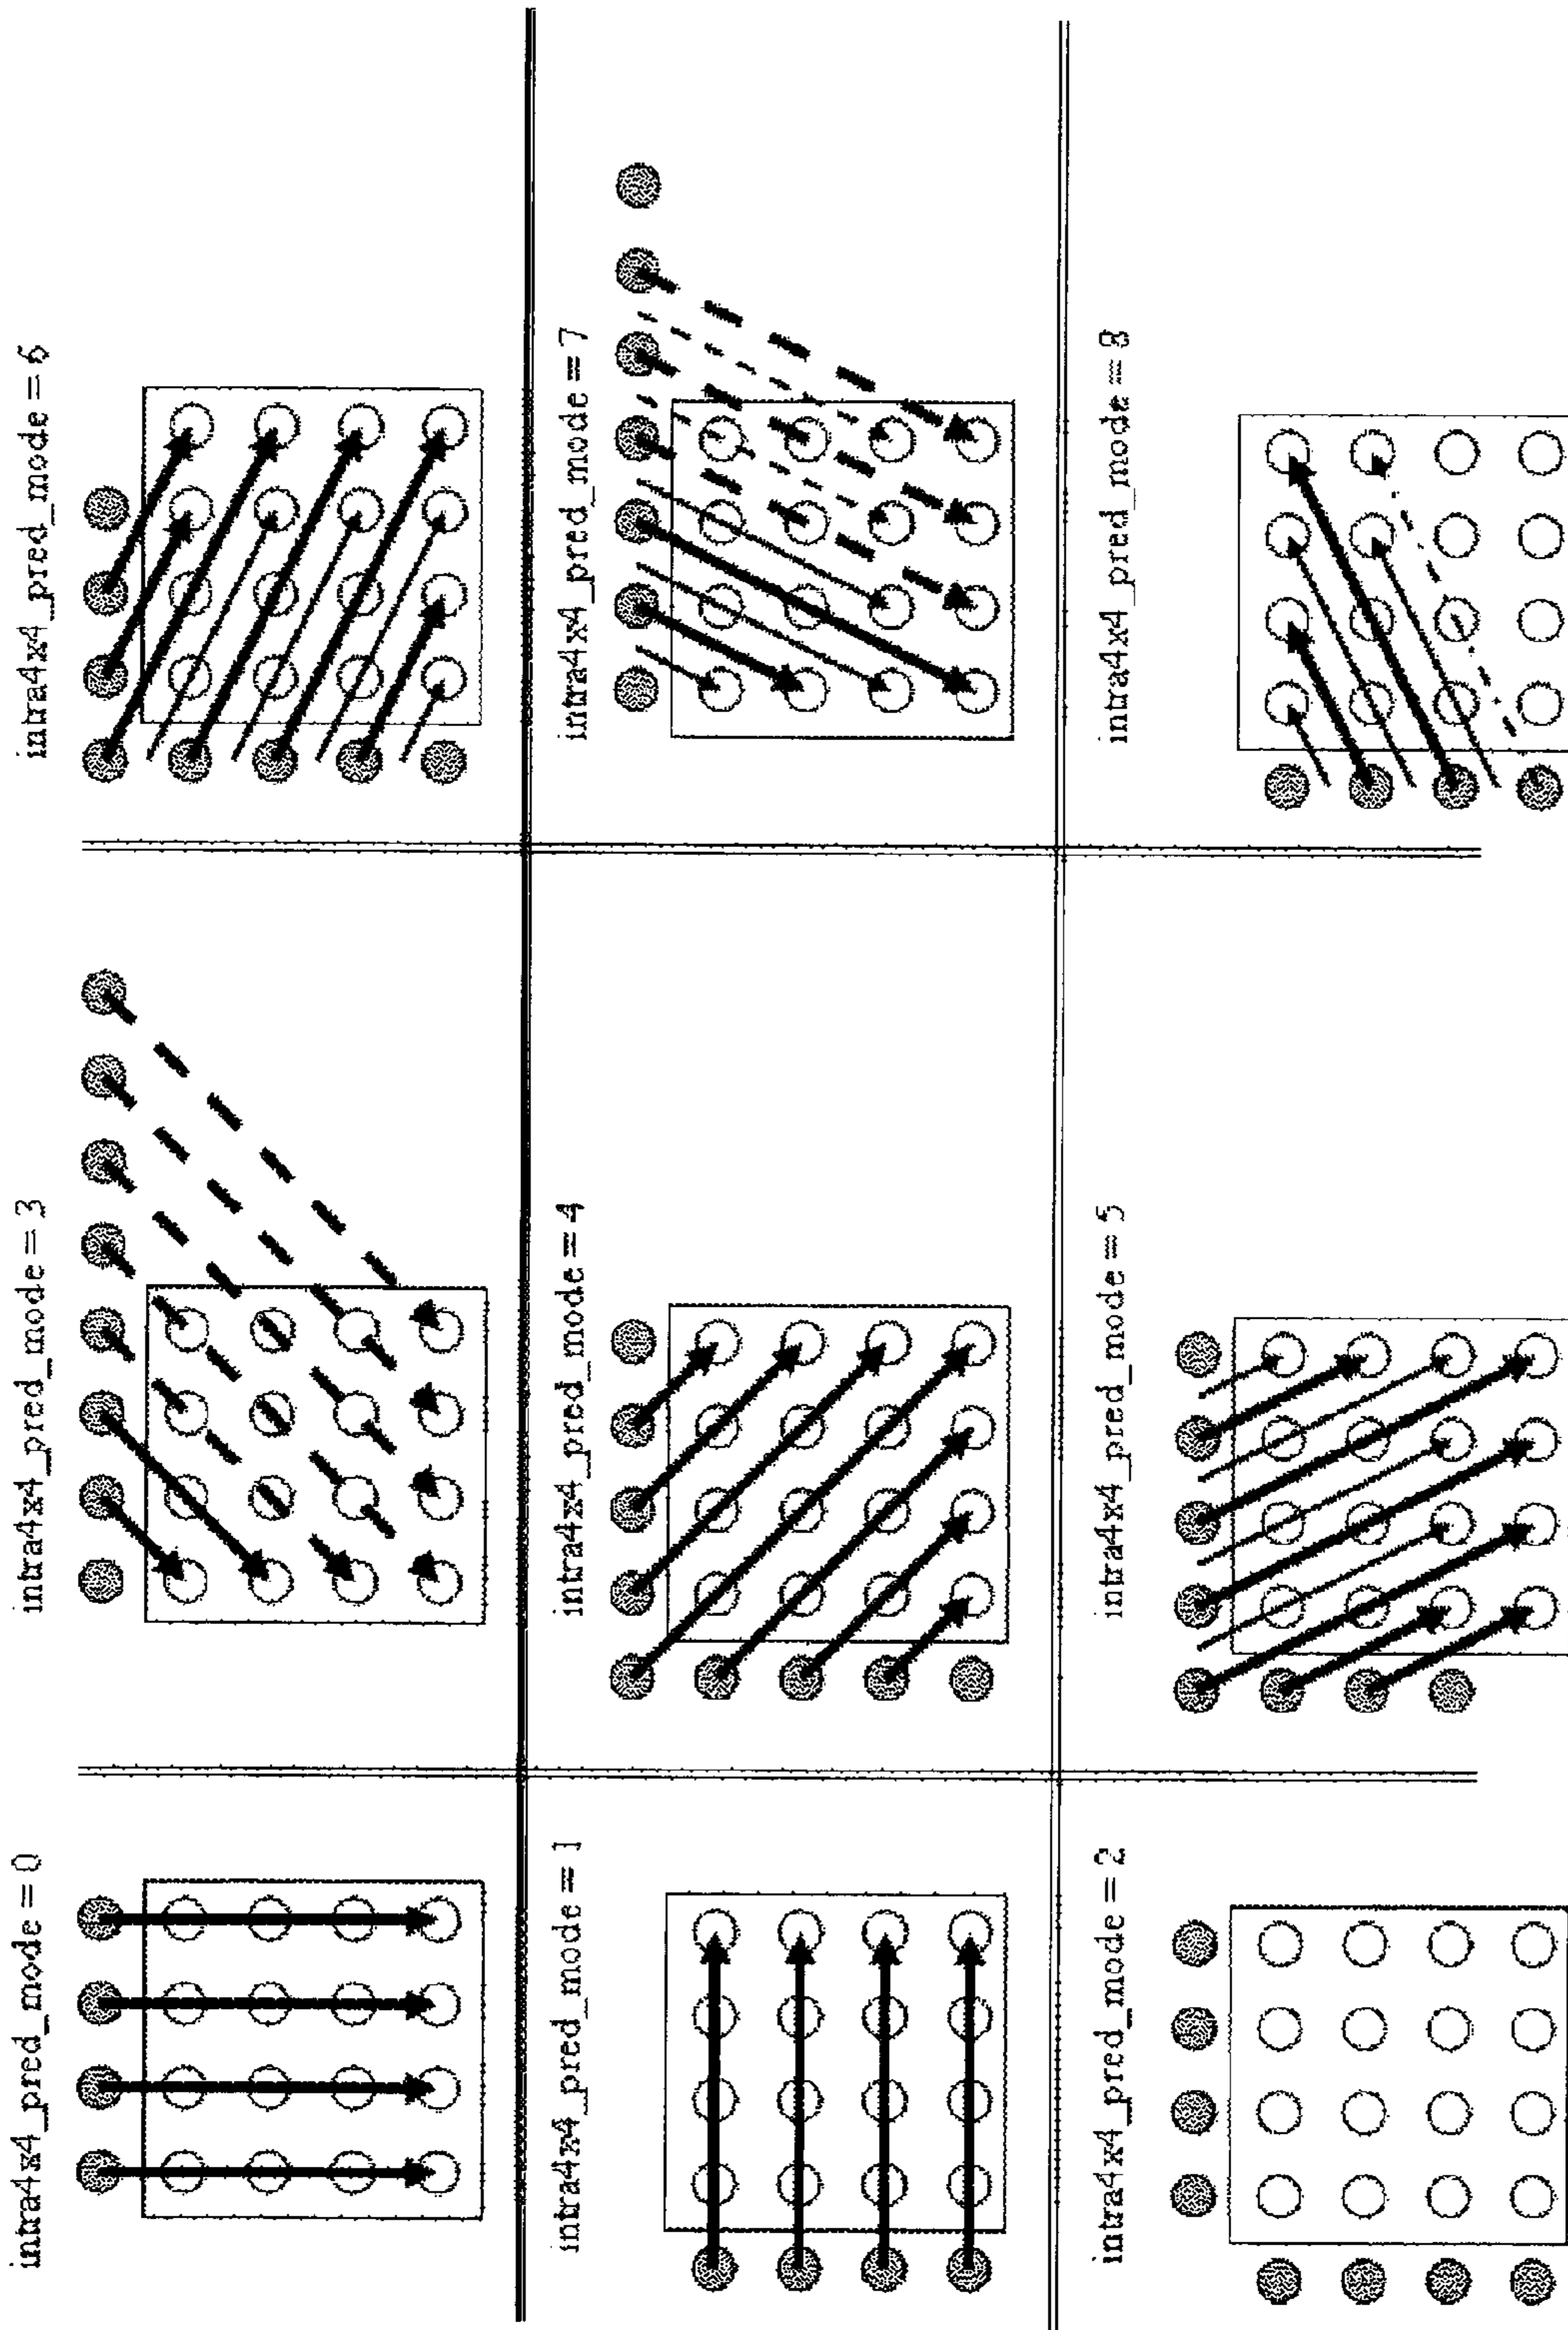 intra4x4_pred_mode = 0
intra4x4_pred_mode = 3
intra4x4_pred_mode = 6
intra4x4_pred_mode = 1
intra4x4_pred_mode = 4
intra4x4_pred_mode = 7
intra4x4_pred_mode = 2
intra4x4_pred_mode = 5
intra4x4_pred_mode = 8